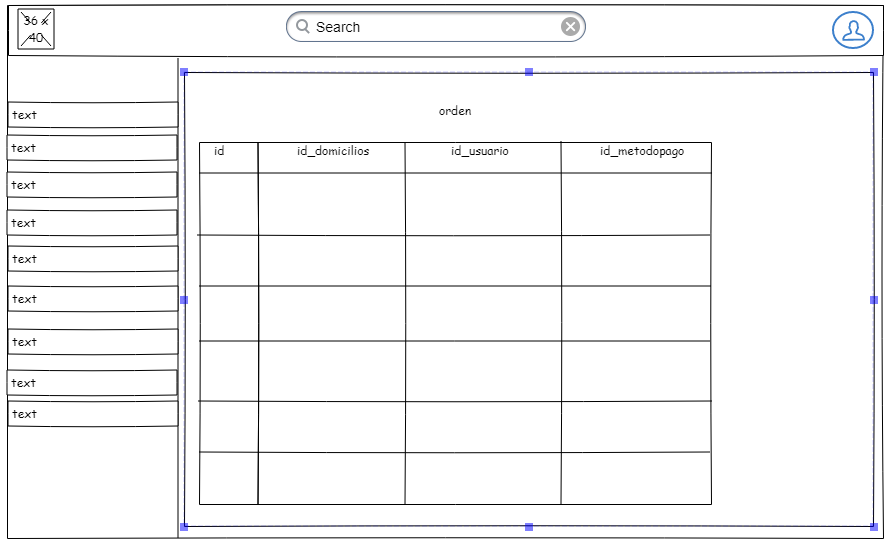 36 x
40
Search
text
text
text
text
text
text
text
text
text
orden
id id_domicilios id_usuario id_metodopago